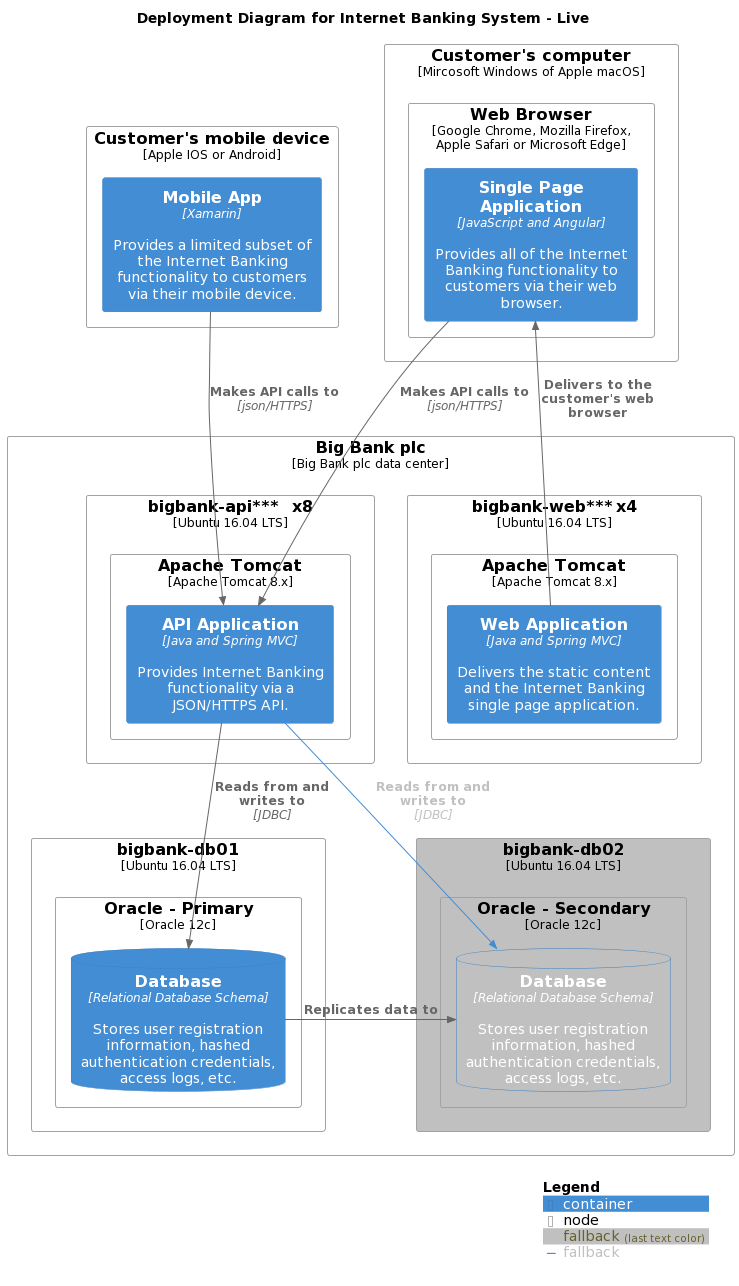 Deployment Diagram for Internet Banking System - Live
Customer's computer
[Mircosoft Windows of Apple macOS]
Web Browser
[Google Chrome, Mozilla Firefox,
Apple Safari or Microsoft Edge]
Single Page
Application
[JavaScript and Angular]
Provides all of the Internet
Banking functionality to
customers via their web
browser.
Customer's mobile device
[Apple IOS or Android]
Mobile App
[Xamarin]
Provides a limited subset of
the Internet Banking
functionality to customers
via their mobile device.
Makes API calls to
[json/HTTPS]
Makes API calls to
[json/HTTPS]
Delivers to the
customer's web
browser
Big Bank plc
[Big Bank plc data center]
bigbank-api*** x8
[Ubuntu 16.04 LTS]
Apache Tomcat
[Apache Tomcat 8.x]
API Application
[Java and Spring MVC]
Provides Internet Banking
functionality via a
JSON/HTTPS API.
bigbank-web*** x4
[Ubuntu 16.04 LTS]
Apache Tomcat
[Apache Tomcat 8.x]
Web Application
[Java and Spring MVC]
Delivers the static content
and the Internet Banking
single page application.
Reads from and
writes to
[JDBC]
Reads from and
writes to
[JDBC]
bigbank-db01
[Ubuntu 16.04 LTS]
Oracle - Primary
[Oracle 12c]
Database
[Relational Database Schema]
Stores user registration
information, hashed
authentication credentials,
access logs, etc.
Replicates data to
bigbank-db02
[Ubuntu 16.04 LTS]
Oracle - Secondary
[Oracle 12c]
Database
[Relational Database Schema]
Stores user registration
information, hashed
authentication credentials,
access logs, etc.
Legend
container
node
fallback (last text color)
fallback